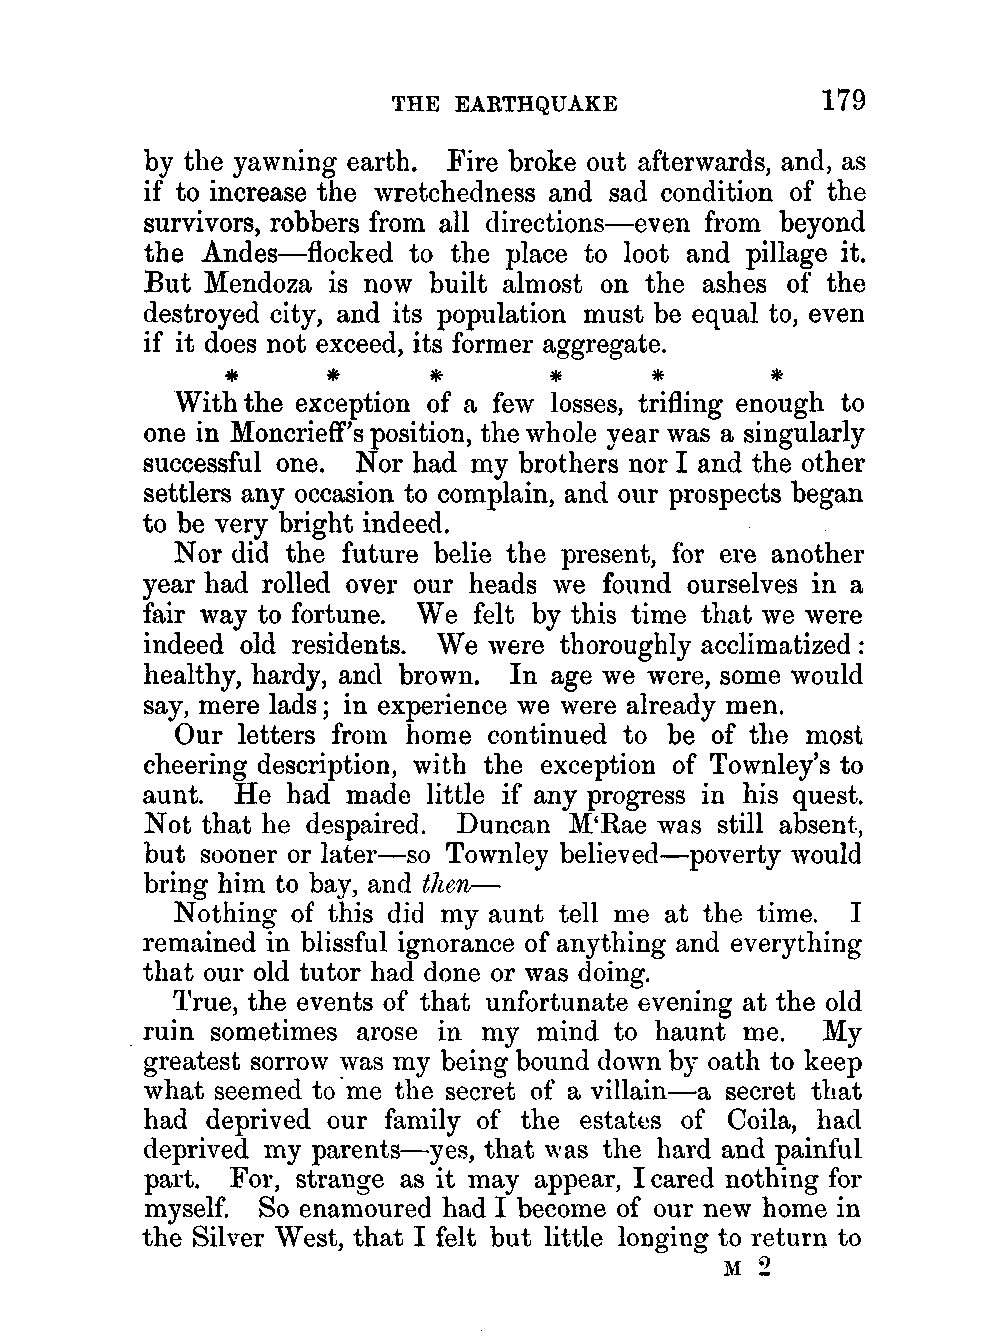 THE EARTHQUAKE 179
by the yawning earth. Fire broke out afterwards, and, as
if to increase the wretchedness and sad condition of the
survivors, robbers from all directions—even from beyond
the Andes—flocked to the place to loot and pillage it.
But Mendoza is now built almost on the ashes of the
destroyed city, and its population must be equal to, even
if it does not exceed, its former aggregate.
* * * * * *
With the exception of a few losses, trifling enough to
one in Moncrieff's position, the whole year was a singularly
successful one. Nor had my brothers nor I and the other
settlers any occasion to complain, and our prospects began
to be very bright indeed.
Nor did the future belie the present, for ere another
year had rolled over our heads we found ourselves in a
fair way to fortune. We felt by this time that we were
indeed old residents. We were thoroughly acclimatized:
healthy, hardy, and brown. In age we were, some would
say, mere lads; in experience we were already men.
Our letters from home continued to be of the most
cheering description, with the exception of Townley's to
aunt. He had made little if any progress in his quest.
Not that he despaired. Duncan M‘Rae was still absent,
but sooner or later—so Townley believed—poverty would
bring him to bay, and then—
Nothing of this did my aunt tell me at the time. I
remained in blissful ignorance of anything and everything
that our old tutor had done or was doing.
True, the events of that unfortunate evening at the old
ruin sometimes arose in my mind to haunt me. My
greatest sorrow was my being bound down by oath to keep
what seemed to me the secret of a villain—a secret that
had deprived our family of the estates of Coila, had
deprived my parents—yes, that was the hard and painful
part. For, strange as it may appear, I cared nothing for
myself. So enamoured had I become of our new home in
the Silver West, that I felt but little longing to return to
M 2